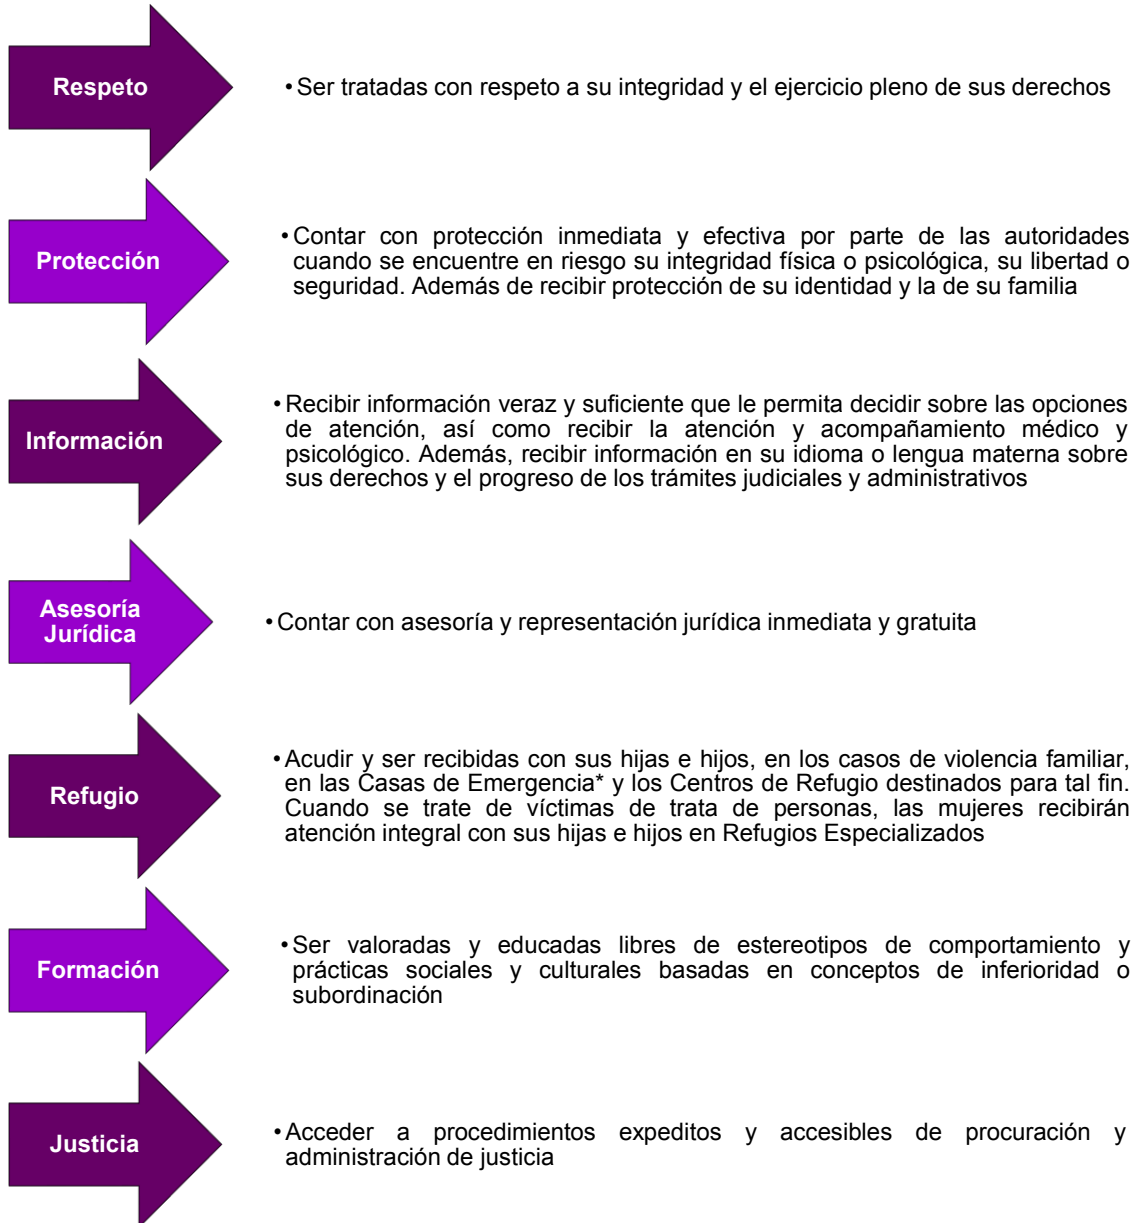 Respeto
• Ser tratadas con respeto a su integridad y el ejercicio pleno de sus derechos
Protección
• Contar con protección inmediata y efectiva por parte de las autoridades
cuando se encuentre en riesgo su integridad física o psicológica, su libertad o
seguridad. Además de recibir protección de su identidad y la de su familia
Información
• Recibir información veraz y suficiente que le permita decidir sobre las opciones
de atención, así como recibir la atención y acompañamiento médico y
psicológico. Además, recibir información en su idioma o lengua materna sobre
sus derechos y el progreso de los trámites judiciales y administrativos
Asesoría
Jurídica
• Contar con asesoría y representación jurídica inmediata y gratuita
Refugio
• Acudir y ser recibidas con sus hijas e hijos, en los casos de violencia familiar,
en las Casas de Emergencia* y los Centros de Refugio destinados para tal fin.
Cuando se trate de víctimas de trata de personas, las mujeres recibirán
atención integral con sus hijas e hijos en Refugios Especializados
Formación
• Ser valoradas y educadas libres de estereotipos de comportamiento y
prácticas sociales y culturales basadas en conceptos de inferioridad o
subordinación
Justicia
• Acceder a procedimientos expeditos y accesibles de procuración y
administración de justicia